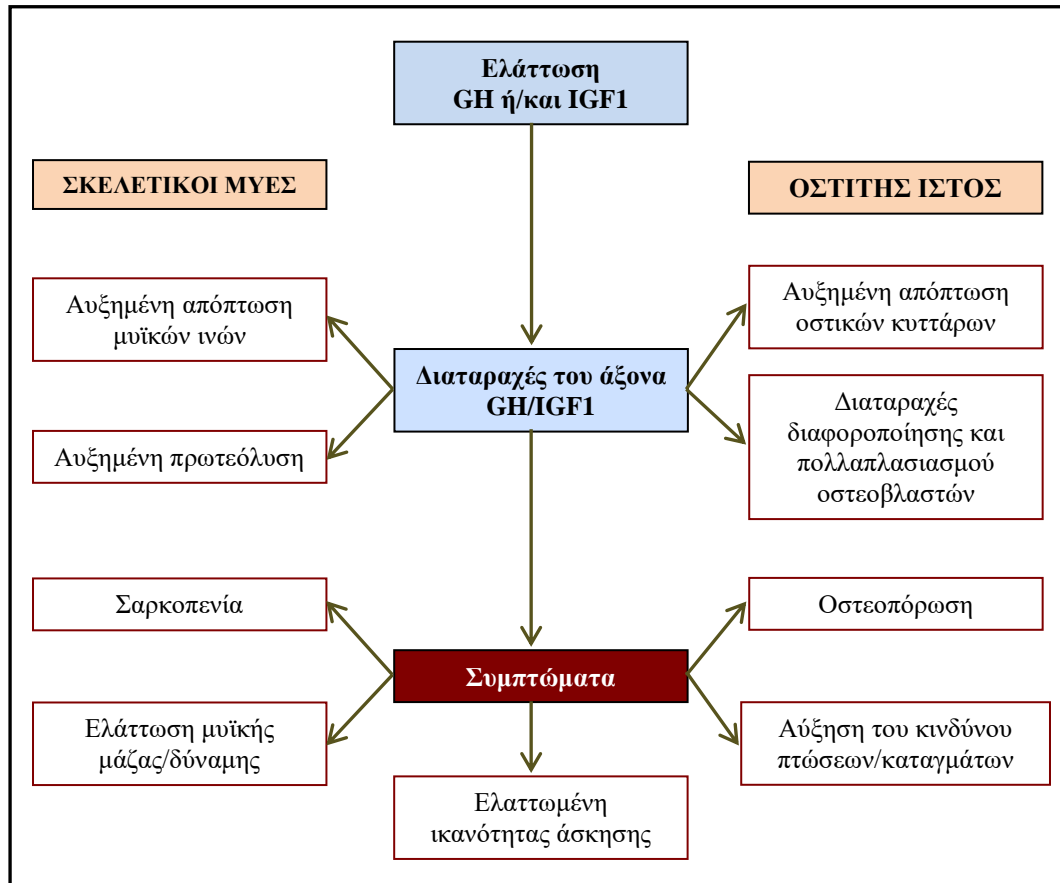 Ελάττωση
GH ή/και IGF1
ΣΚΕΛΕΤΙΚΟΙ ΜΥΕΣ
ΟΣΤΙΤΗΣ ΙΣΤΟΣ
Αυξημένη απόπτωση
μυϊκών ινών
Αυξημένη απόπτωση
οστικών κυττάρων
Διαταραχές του άξονα
GH/IGF1
Αυξημένη πρωτεόλυση
Διαταραχές
διαφοροποίησης και
πολλαπλασιασμού
οστεοβλαστών
Σαρκοπενία
Οστεοπόρωση
Συμπτώματα
Ελάττωση μυϊκής
μάζας/δύναμης
Αύξηση του κινδύνου
πτώσεων/καταγμάτων
Ελαττωμένη
ικανότητας άσκησης